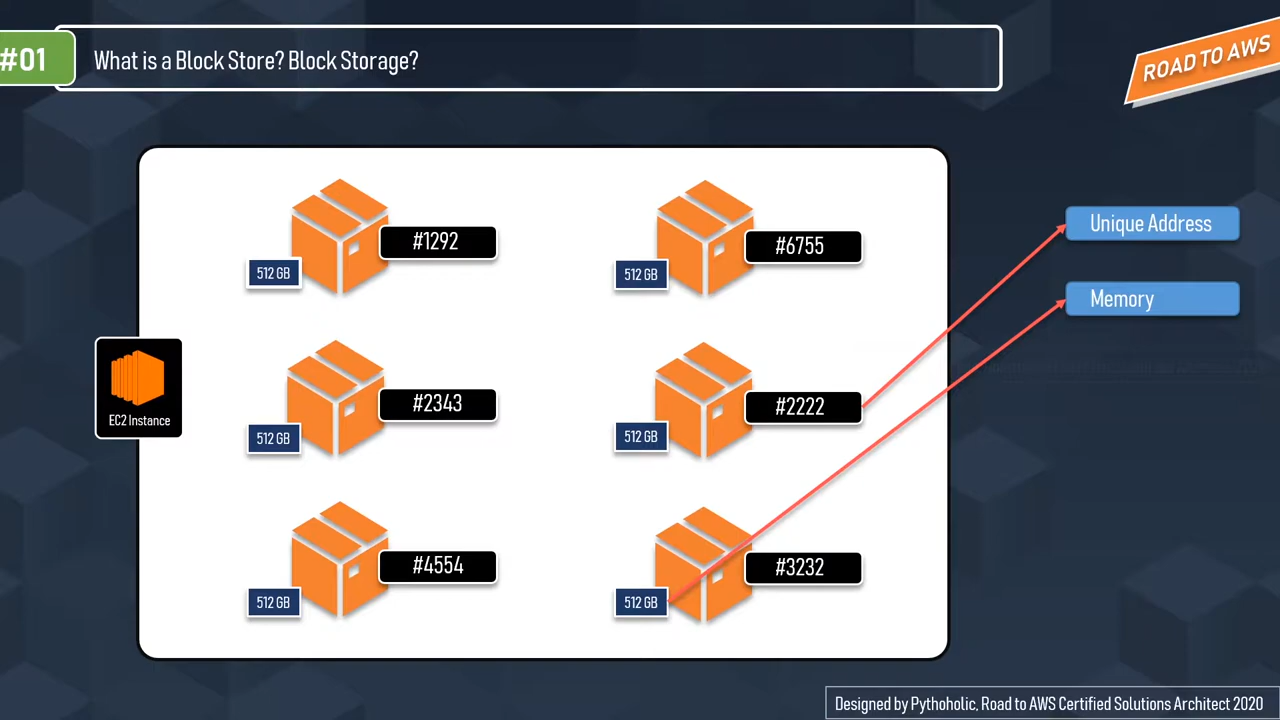 #01
What is a Block Store? Block Storage?
ROAD TO AWS
#1292
512 GB
#6755
512 GB
Unique Address
Memory
EC2 Instance
#2343
512 GB
#2222
512 GB
#4554
512 GB
#3232
512 GB
Designed by Pythoholic, Road to AWS Certified Solutions Architect 2020